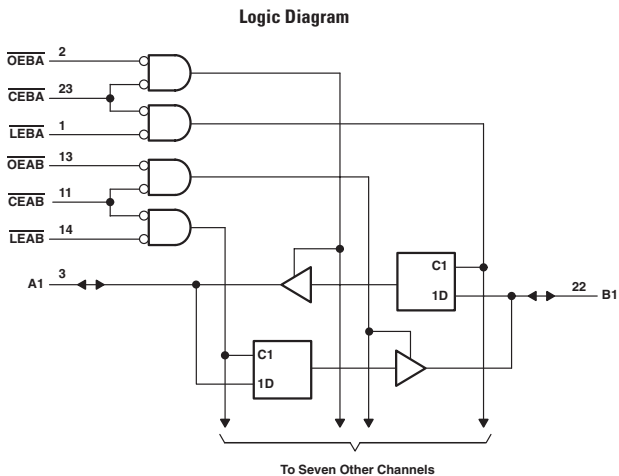 Logic Diagram
OEBA 2
CEBA 23
LEBA 1
OEAB 13
CEAB 11
LEAB 14
A1 3
C1
1D
22 B1
C1
1D
To Seven Other Channels